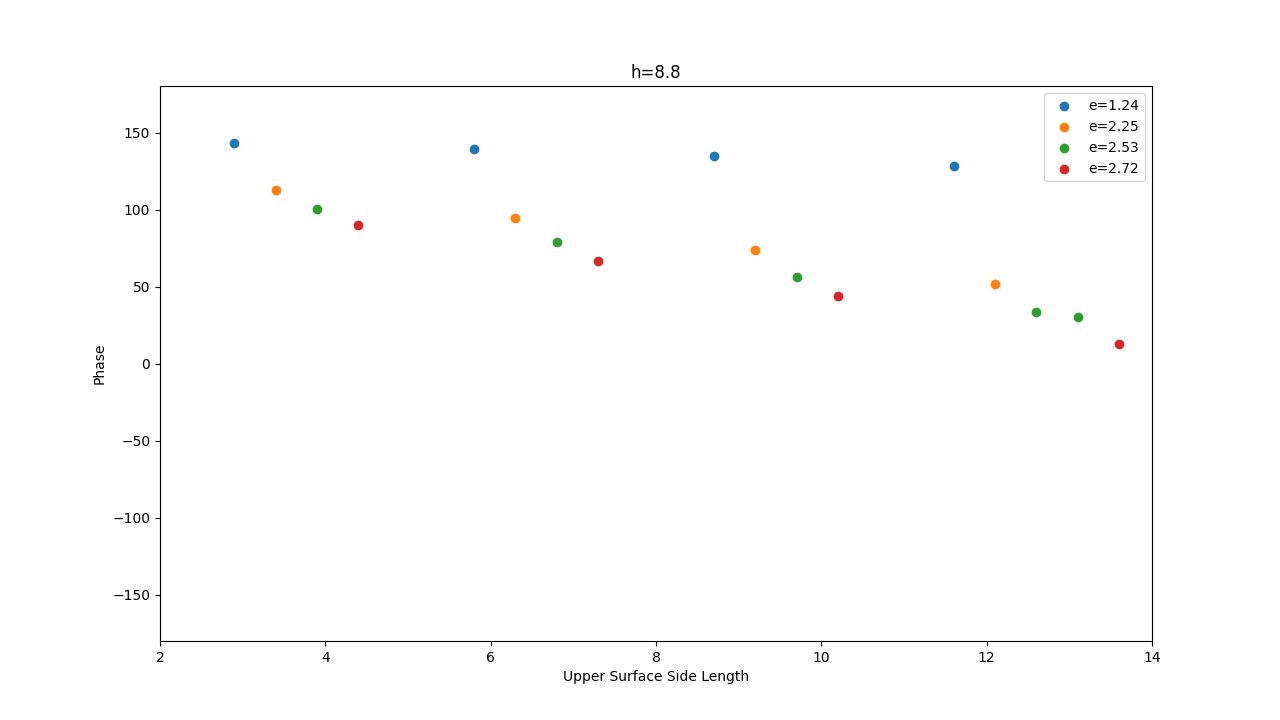 h=8.8
e=1.24
e=2.25
e=2.53
e=2.72
150
100
50
0
−50
−100
−150
Phase
2 4 6 8 10 12 14
Upper Surface Side Length